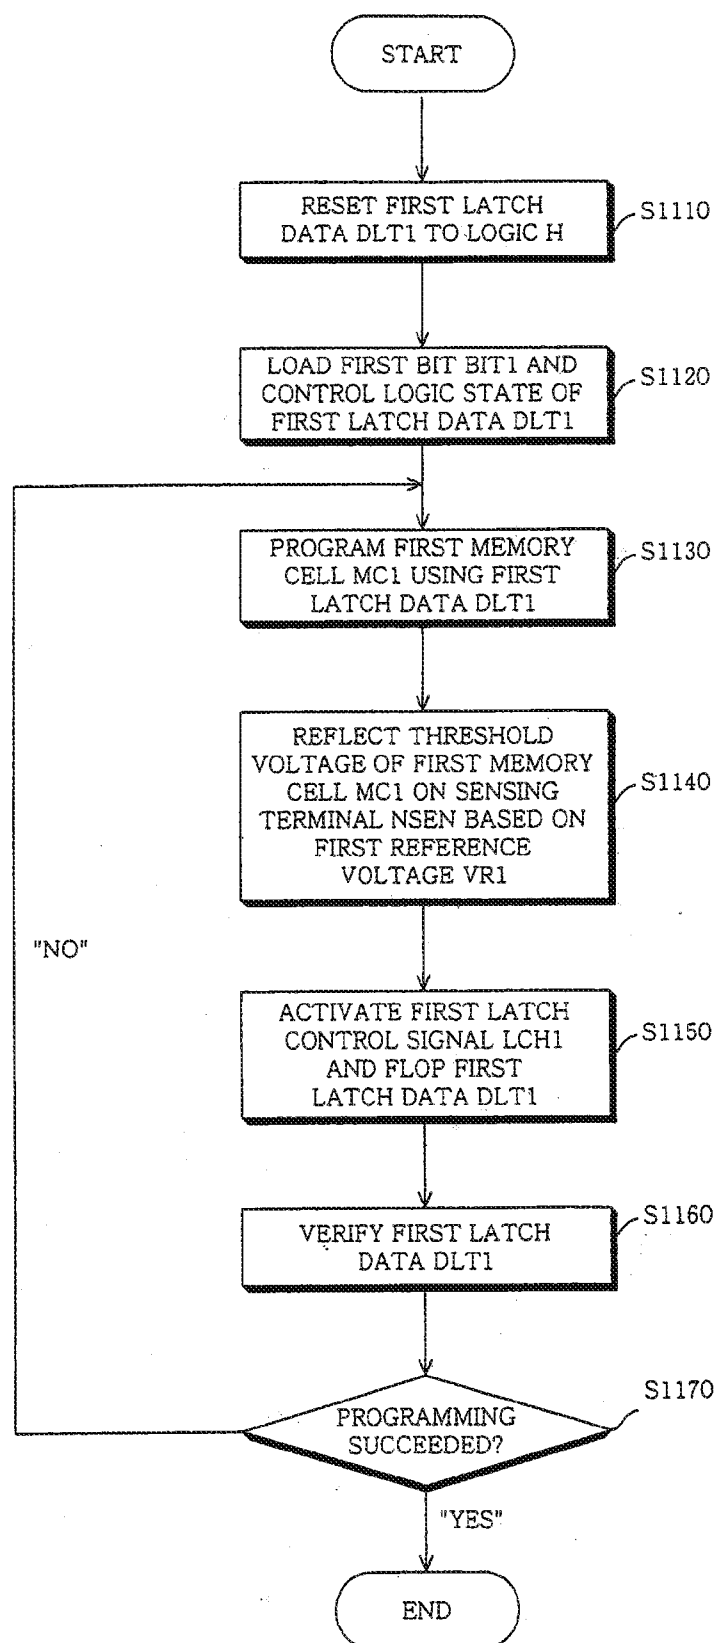 START
RESET FIRST LATCH
DATA DLT1 TO LOGIC H
S1110
LOAD FIRST BIT BIT1 AND
CONTROL LOGIC STATE OF
FIRST LATCH DATA DLT1
S1120
PROGRAM FIRST MEMORY
CELL MC1 USING FIRST
LATCH DATA DLT1
S1130
REFLECT THRESHOLD
VOLTAGE OF FIRST MEMORY
CELL MC1 ON SENSING
TERMINAL NSEN BASED ON
FIRST REFERENCE
VOLTAGE VR1
S1140
"NO"
ACTIVATE FIRST LATCH
CONTROL SIGNAL LCH1
AND FLOP FIRST
LATCH DATA DLT1
S1150
VERIFY FIRST LATCH
DATA DLT1
S1160
PROGRAMMING
SUCCEEDED?
S1170
"YES"
END